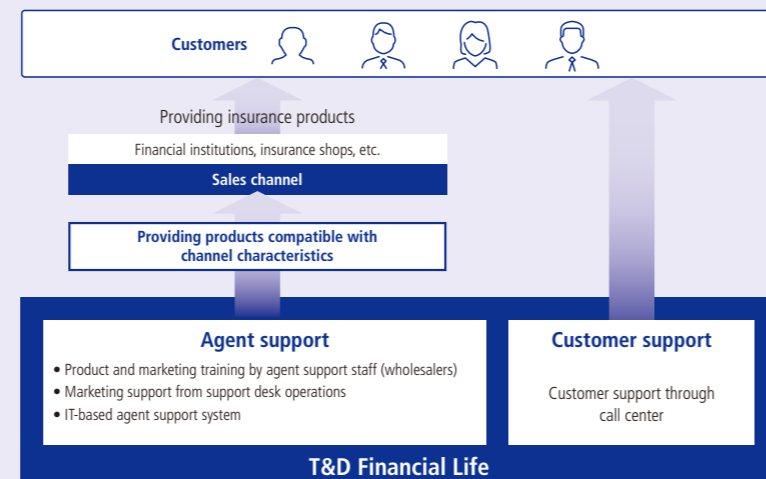 Customers
Providing insurance products
Financial institutions, insurance shops, etc.
Sales channel
Providing products compatible with
channel characteristics
Agent support
• Product and marketing training by agent support staff (wholesalers)
• Marketing support from support desk operations
• IT-based agent support system
Customer support
Customer support through
call center
T&D Financial Life